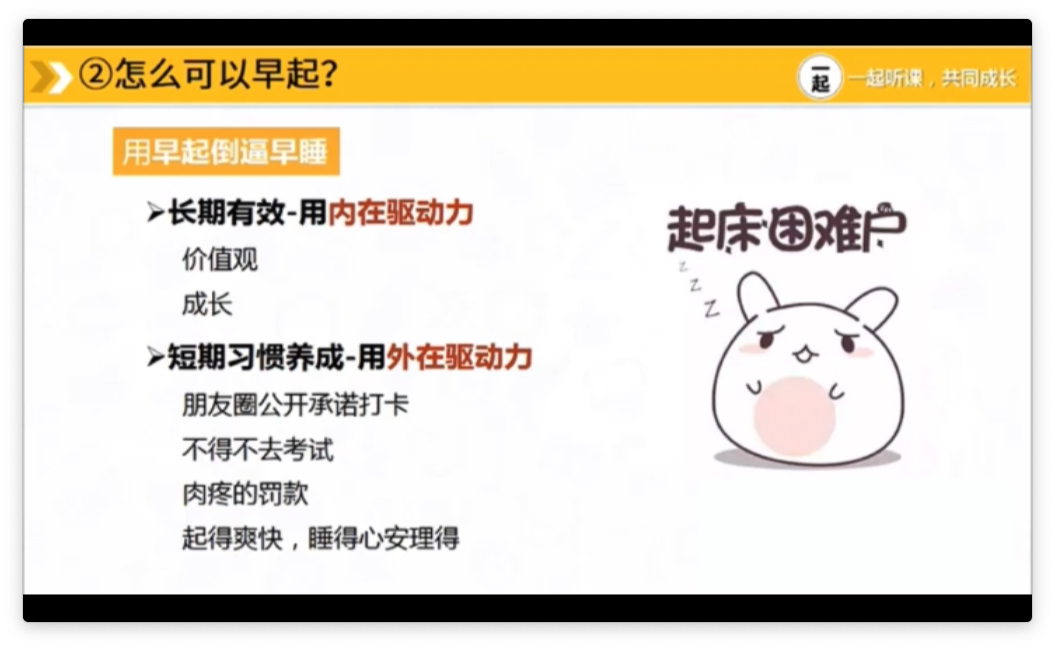 ②怎么可以早起？
一起
一起听课，共同成长
用早起倒逼早睡
➢长期有效-用内在驱动力
价值观
成长
➢短期习惯养成-用外在驱动力
朋友圈公开承诺打卡
不得不去考试
肉疼的罚款
起得爽快，睡得心安理得
起床困难户
z
z
z